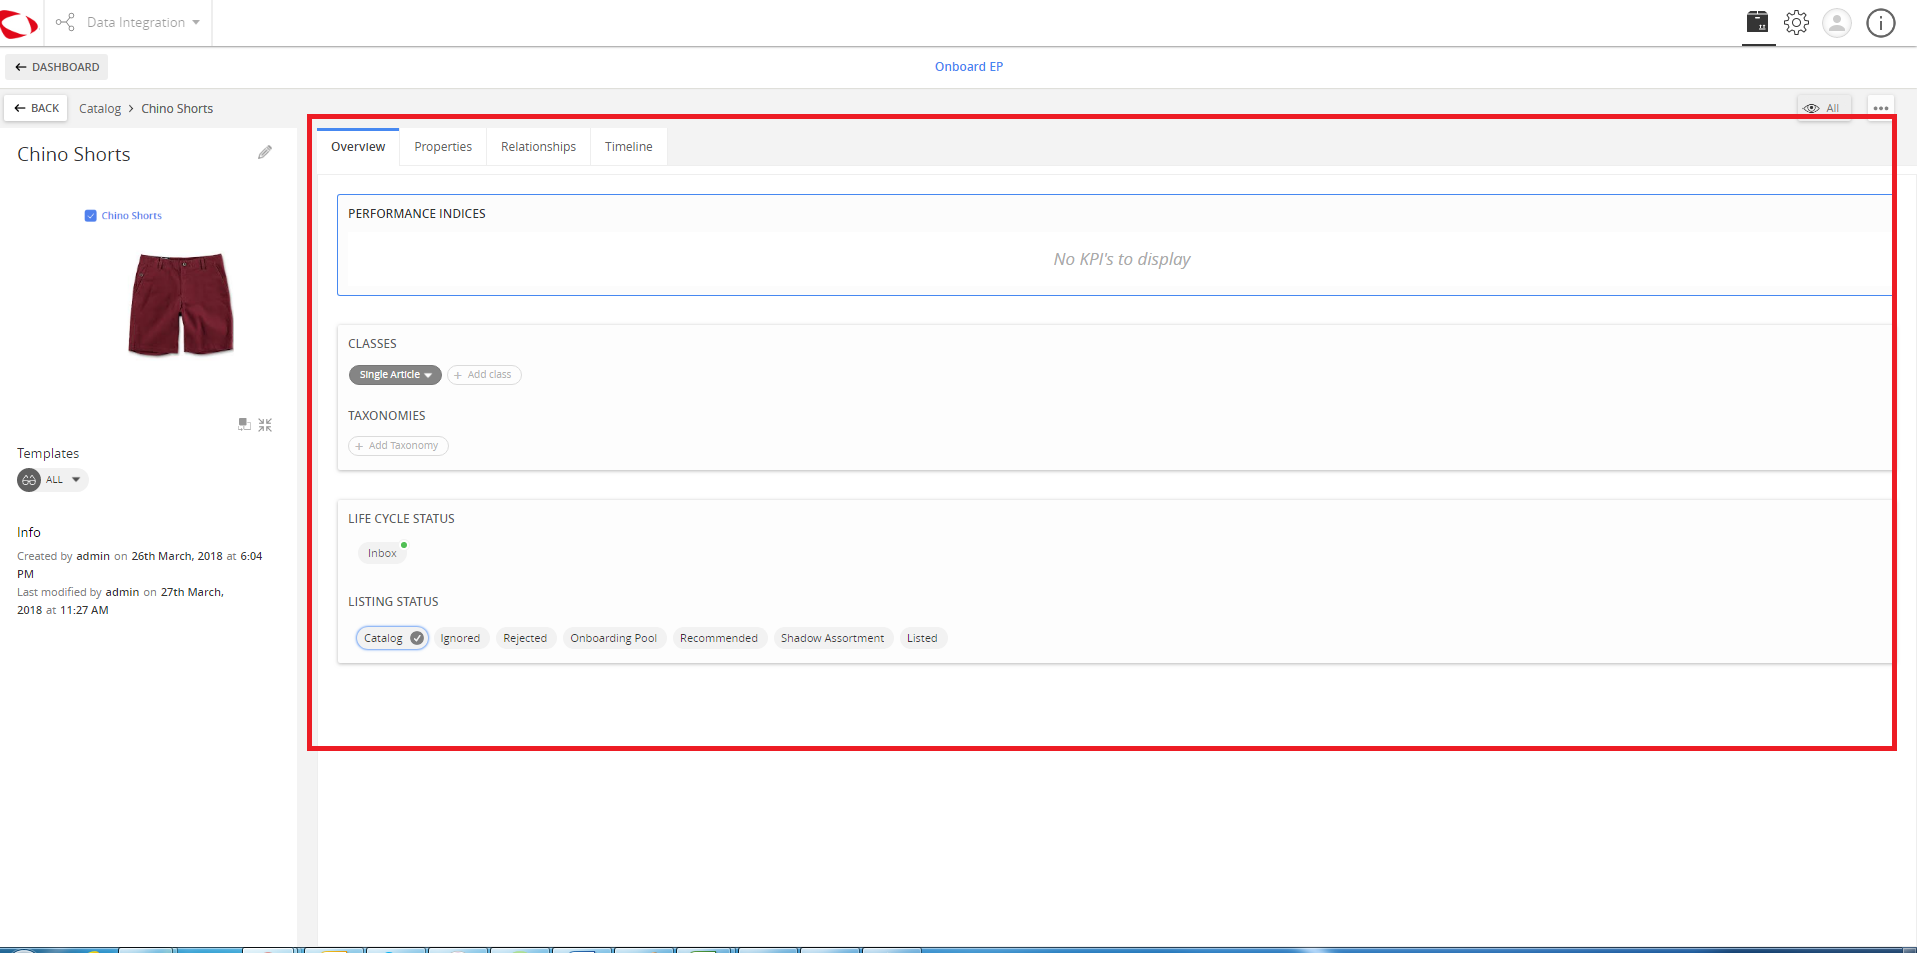 Data Integration
DASHBOARD
Onboard EP
BACK
Catalog > Chino Shorts
All
Chino Shorts
Chino Shorts
Templates
ALL
Info
Created by admin on 26th March, 2018 at 6:04
PM
Last modified by admin on 27th March,
2018 at 11:27 AM
Overview Properties Relationships Timeline
PERFORMANCE INDICES
No KPI's to display
CLASSES
Single Article + Add class
TAXONOMIES
+ Add Taxonomy
LIFE CYCLE STATUS
Inbox
LISTING STATUS
Catalog Ignored Rejected Onboarding Pool Recommended Shadow Assortment Listed